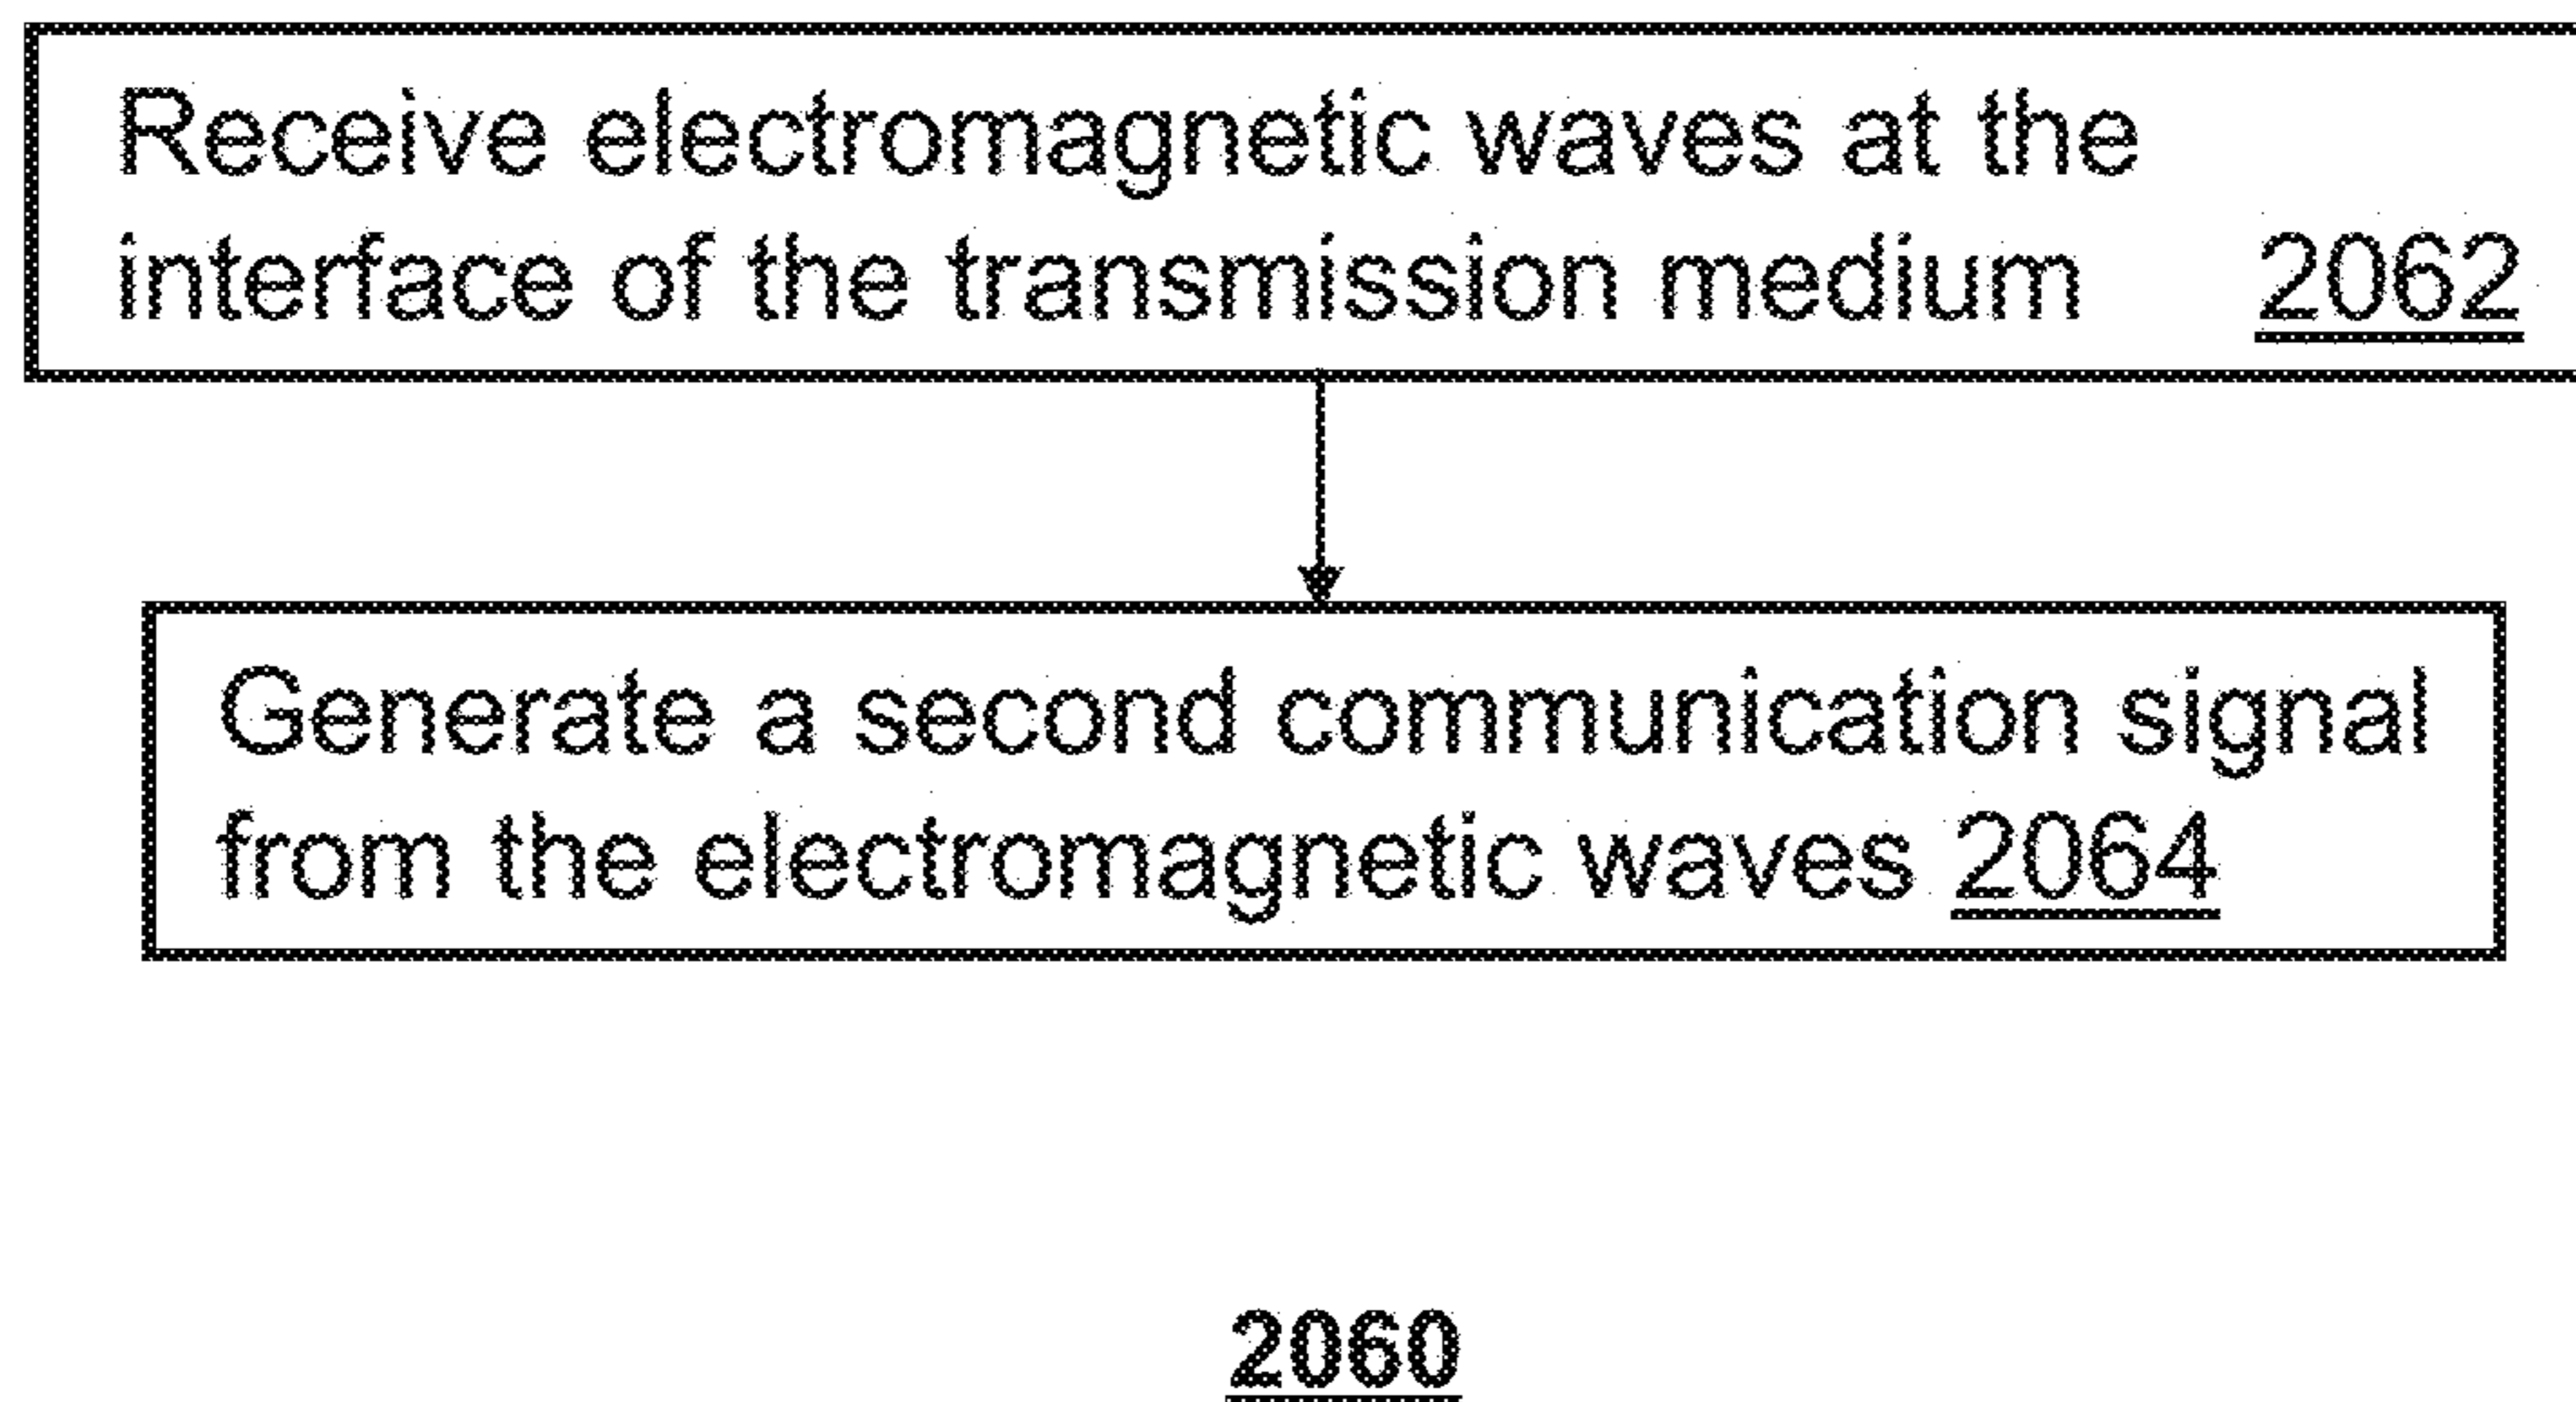 Receive electromagnetic waves at the
interface of the transmission medium 2062
Generate a second communication signal
from the electromagnetic waves 2064
2060